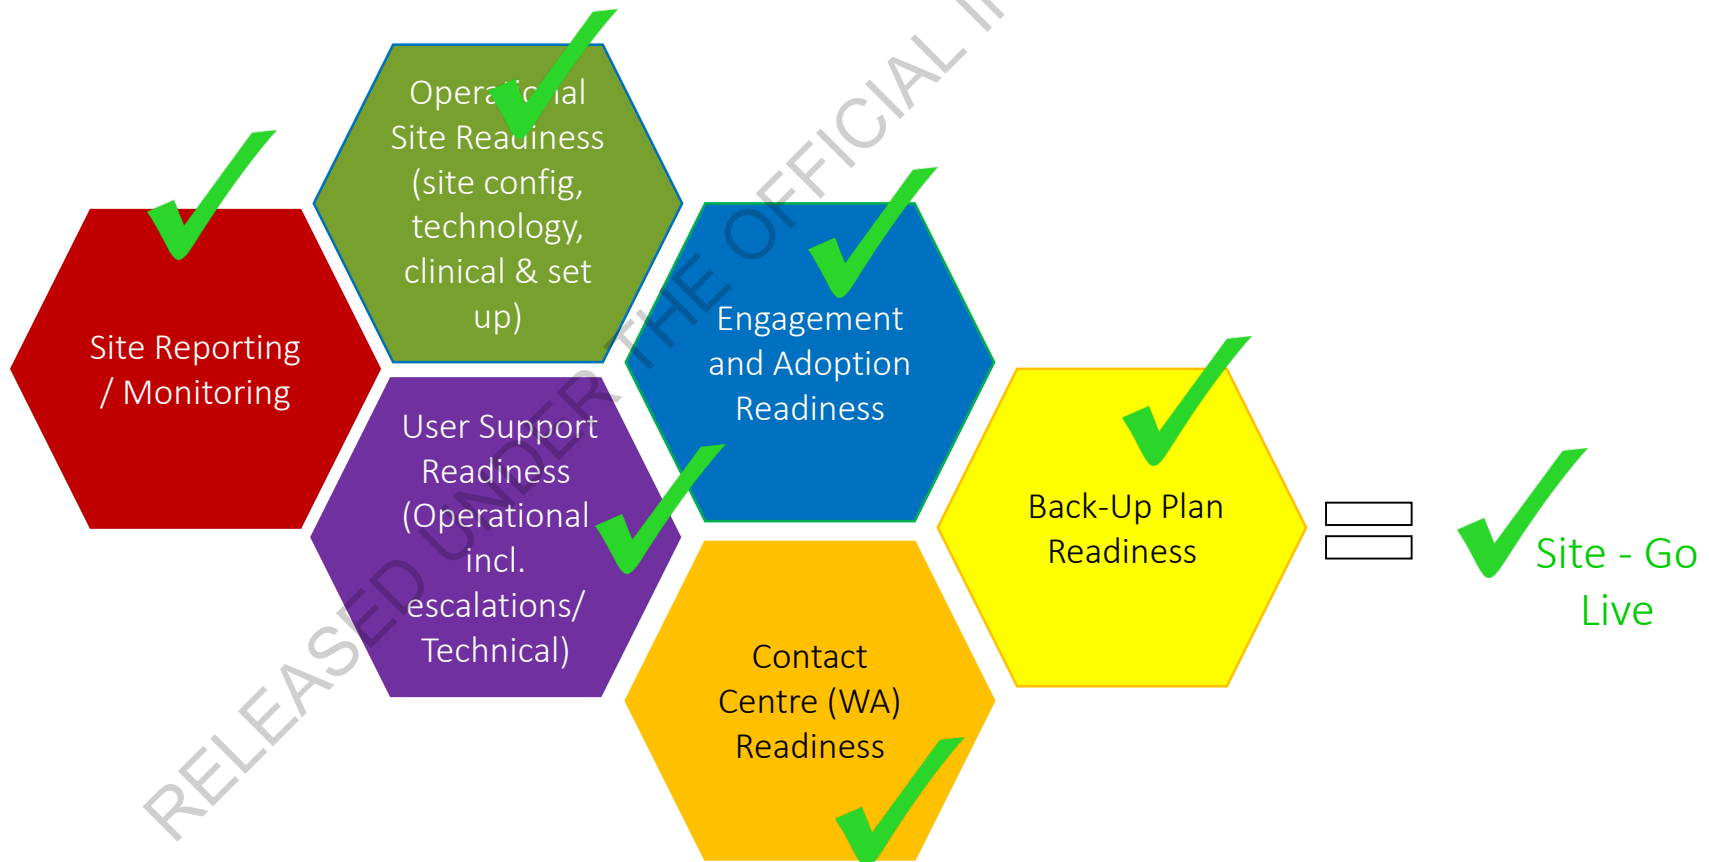 Operational
Site Readiness
(site config,
technology,
clinical & set
up)
Site Reporting
/ Monitoring
Engagement
and Adoption
Readiness
User Support
Readiness
(Operational
incl.
escalations/
Technical)
Back-Up Plan
Readiness
Contact
Centre (WA)
Readiness
Site - Go
Live
RELEASED UNDER THE OFFICIAL